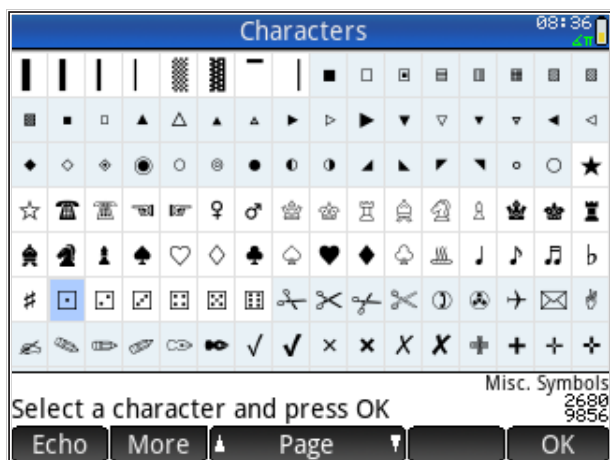 Characters
08:36
∡π
Misc. Symbols
Select a character and press OK
2680
9856
Echo More Page OK